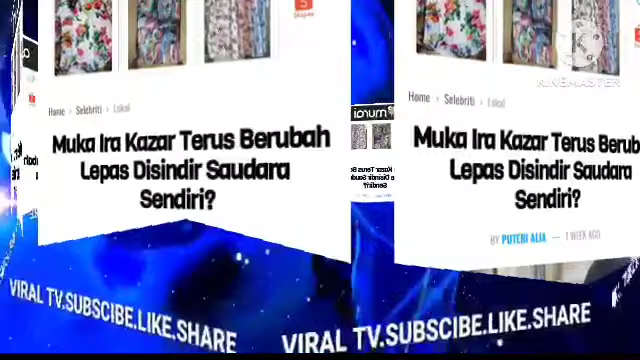 Shopee
KINEMASTER
Home > Selebriti > Lokal
Muka Ira Kazar Terus Berubah
Lepas Disindir Saudara
Sendiri?
Home > Selebriti > Lokal
Muka Ira Kazar Terus Berub
Lepas Disindir Saudara
Sendiri?
BY PUTERI ALIA — 1 WEEK AGO
VIRAL TV.SUBSCIBE.LIKE.SHARE
VIRAL TV.SUBSCIBE.LIKE.SHARE